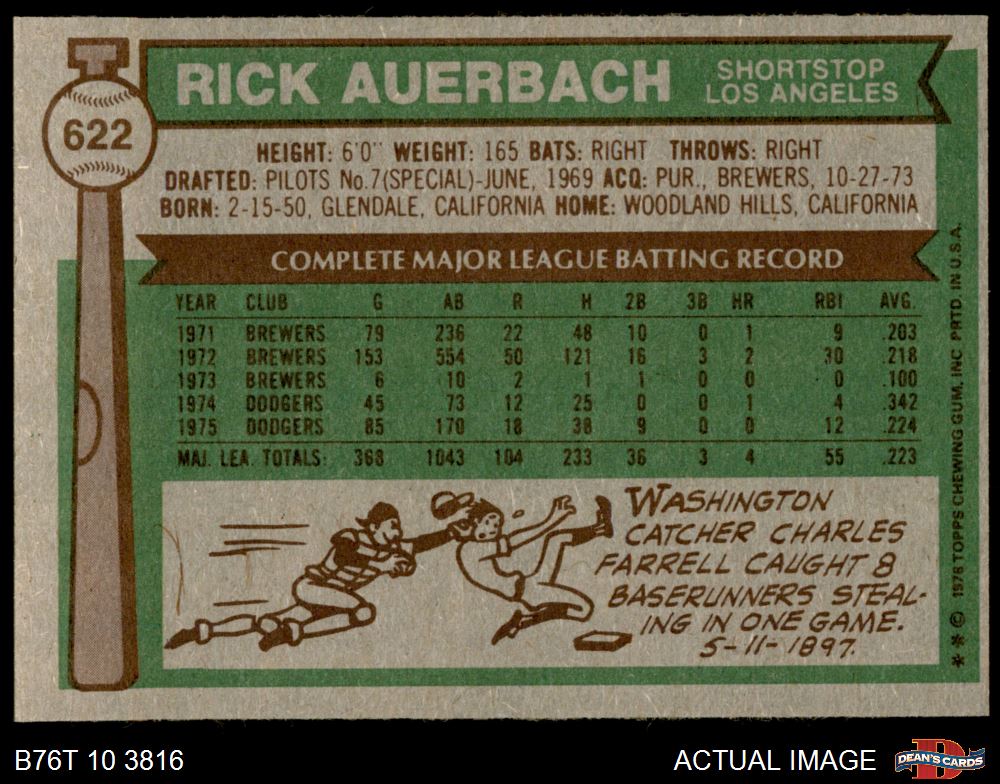 622
RICK AUERBACH
SHORTSTOP
LOS ANGELES
HEIGHT: 6'0" WEIGHT: 165 BATS: RIGHT THROWS: RIGHT
DRAFTED: PILOTS No.7(SPECIAL)-JUNE, 1969 ACQ: PUR., BREWERS, 10-27-73
BORN: 2-15-50, GLENDALE, CALIFORNIA HOME: WOODLAND HILLS, CALIFORNIA
COMPLETE MAJOR LEAGUE BATTING RECORD
YEAR CLUB G AB R H 2B 3B HR RBI AVG.
1971 BREWERS 79 236 22 48 10 0 1 9 .203
1972 BREWERS 153 554 50 121 16 3 2 30 .218
1973 BREWERS 6 10 2 1 1 0 0 0 .100
1974 DODGERS 45 73 12 25 0 0 1 4 .342
1975 DODGERS 85 170 18 38 9 0 0 12 .224
MAJ. LEA. TOTALS: 368 1043 104 233 36 3 4 55 .223
WASHINGTON
CATCHER CHARLES
FARRELL CAUGHT 8
BASERUNNERS STEAL-
ING IN ONE GAME.
5-11-1897.
* * © 1976 TOPPS CHEWING GUM, INC PRTD. IN U.S.A.
B76T 10 3816
ACTUAL IMAGE
DEAN'S CARDS